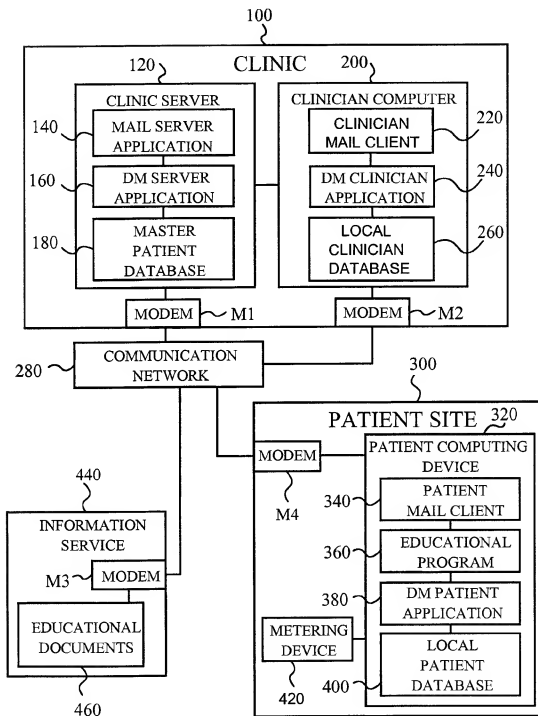 100
CLINIC
120
200
CLINIC SERVER
CLINICIAN COMPUTER
140
MAIL SERVER
APPLICATION
CLINICIAN
MAIL CLIENT
220
160
DM SERVER
APPLICATION
DM CLINICIAN
APPLICATION
240
180
MASTER
PATIENT
DATABASE
LOCAL
CLINICIAN
DATABASE
260
MODEM
M1
MODEM
M2
280
COMMUNICATION
NETWORK
300
PATIENT SITE
320
MODEM
M4
PATIENT COMPUTING
DEVICE
340
PATIENT
MAIL CLIENT
360
EDUCATIONAL
PROGRAM
380
DM PATIENT
APPLICATION
METERING
DEVICE
420
400
LOCAL
PATIENT
DATABASE
440
INFORMATION
SERVICE
M3
MODEM
EDUCATIONAL
DOCUMENTS
460